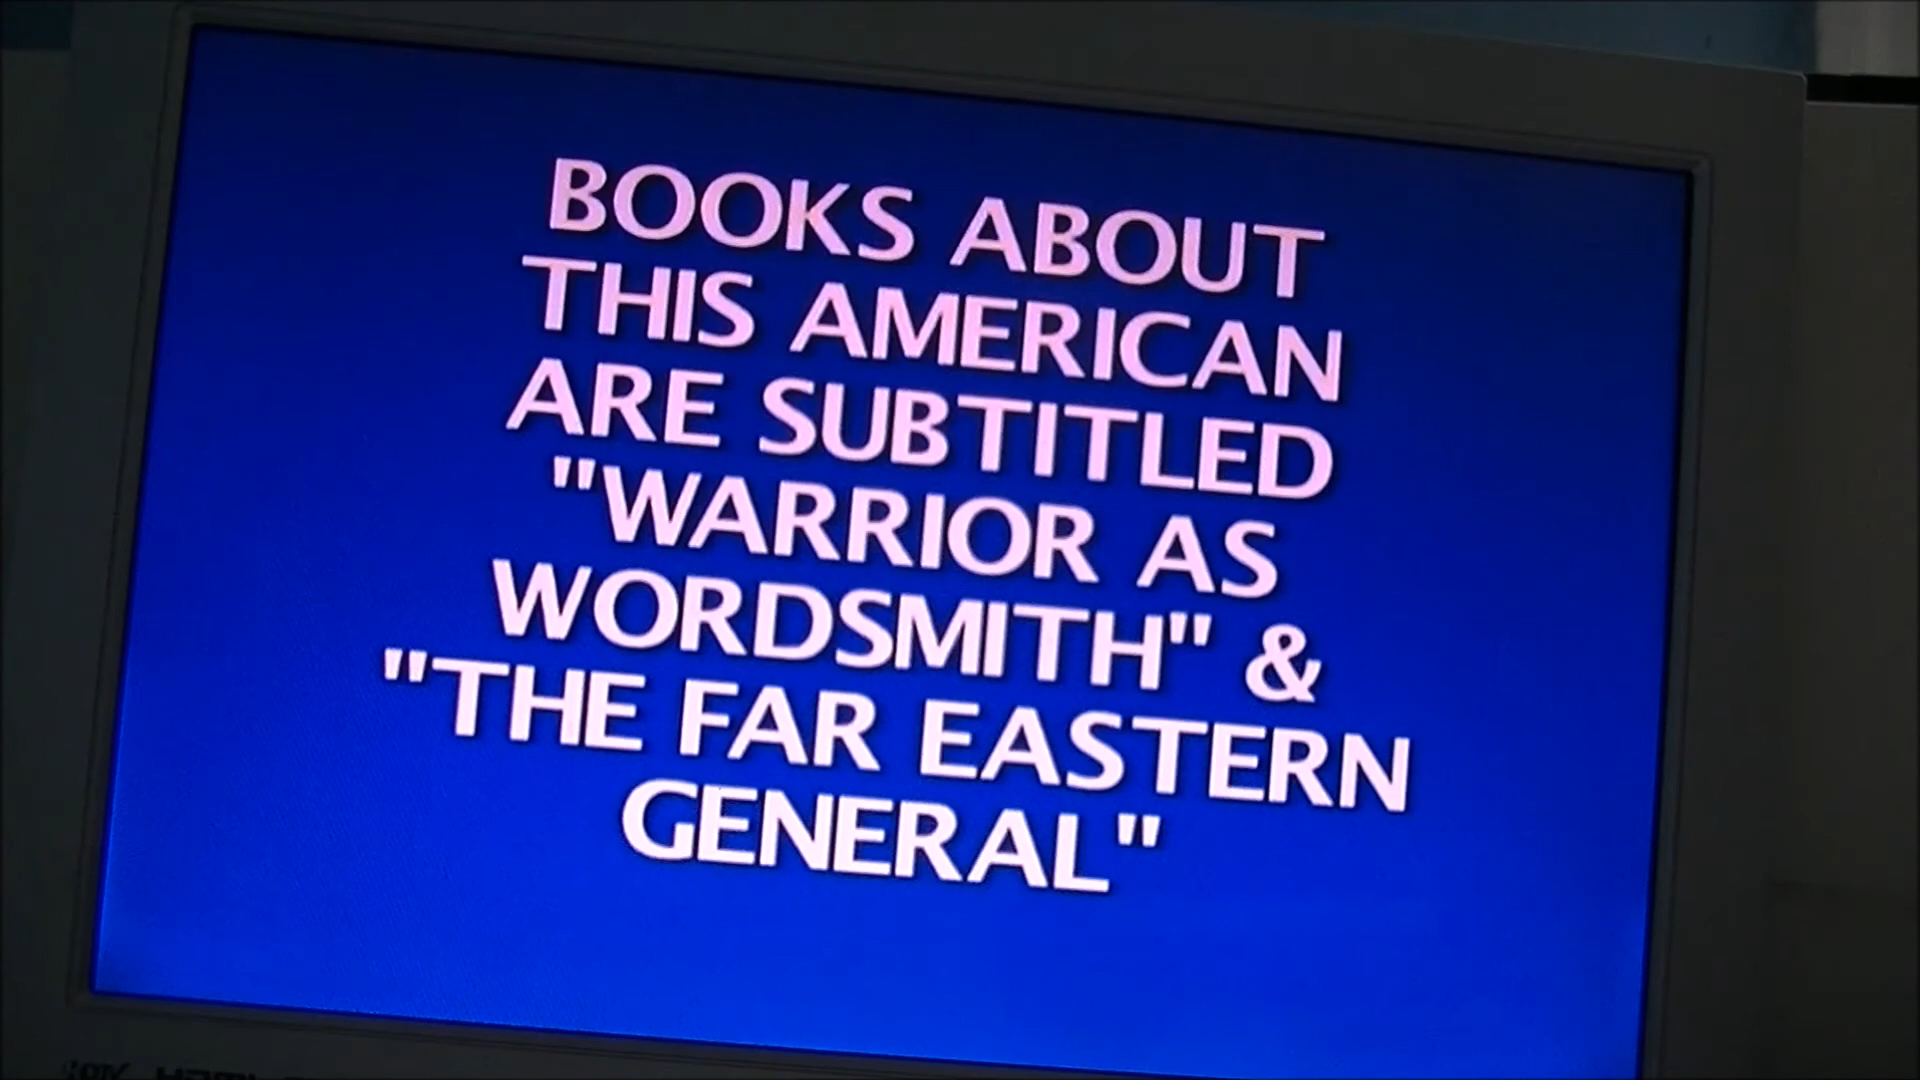 BOOKS ABOUT
THIS AMERICAN
ARE SUBTITLED
"WARRIOR AS
WORDSMITH" &
"THE FAR EASTERN
GENERAL"